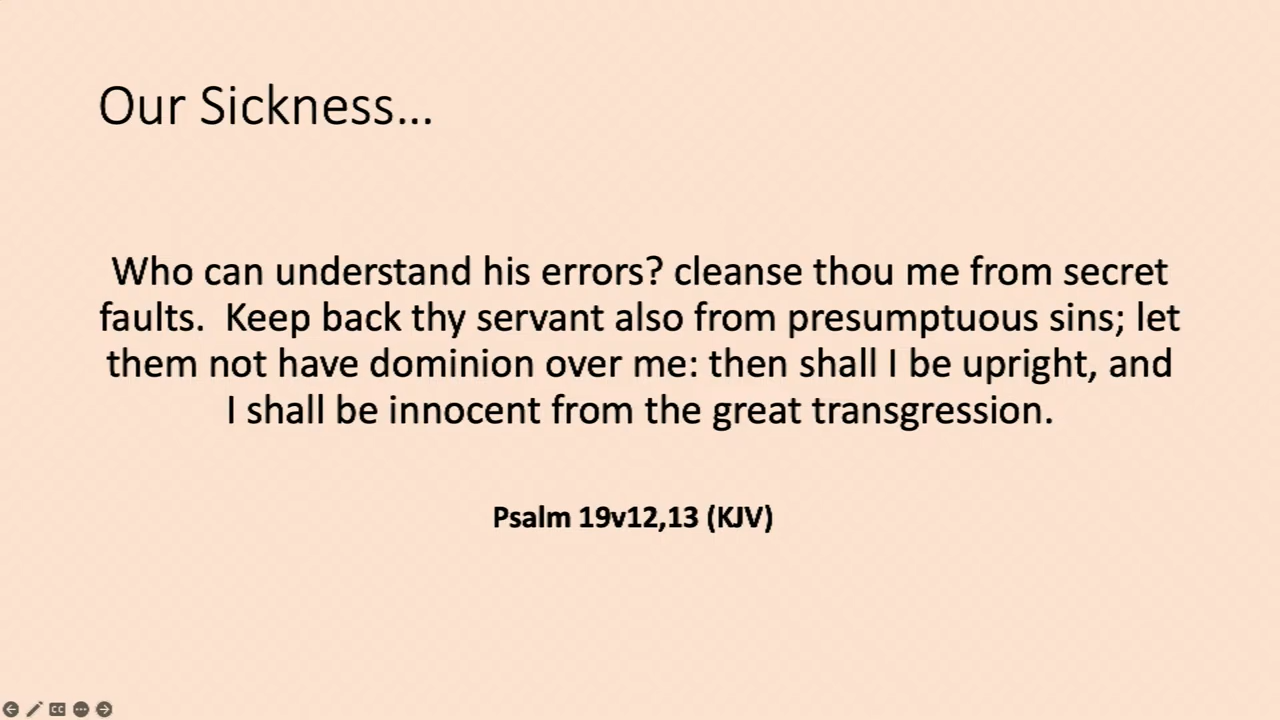 Our Sickness...
Who can understand his errors? cleanse thou me from secret
faults.  Keep back thy servant also from presumptuous sins; let
them not have dominion over me: then shall I be upright, and
I shall be innocent from the great transgression.
Psalm 19v12,13 (KJV)
CC